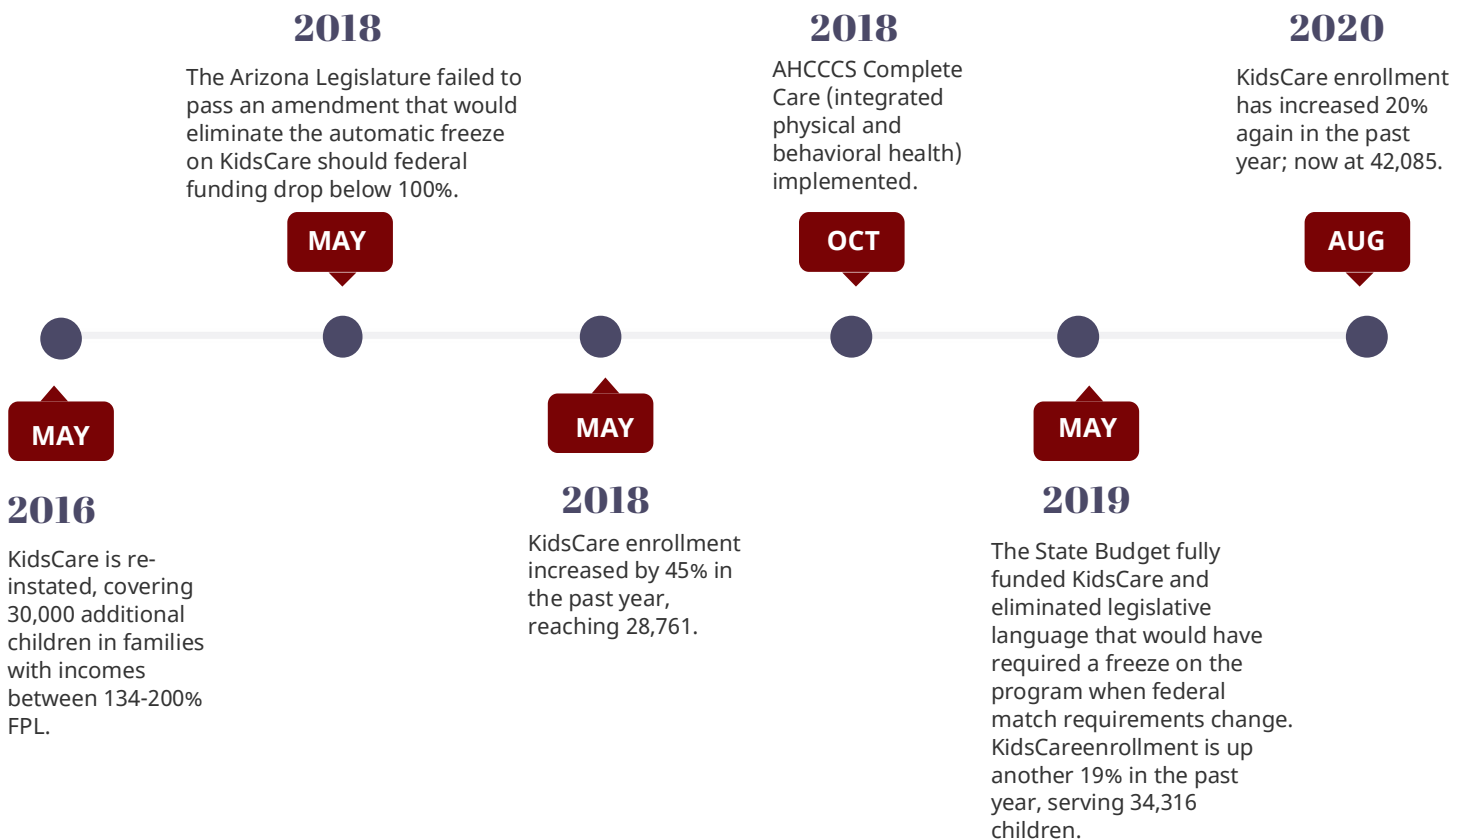 2018
The Arizona Legislature failed to
pass an amendment that would
eliminate the automatic freeze
on KidsCare should federal
funding drop below 100%.
MAY
2018
AHCCCS Complete
Care (integrated
physical and
behavioral health)
implemented.
OCT
2020
KidsCare enrollment
has increased 20%
again in the past
year; now at 42,085.
AUG
MAY
2016
KidsCare is re-
instated, covering
30,000 additional
children in families
with incomes
between 134-200%
FPL.
MAY
2018
KidsCare enrollment
increased by 45% in
the past year,
reaching 28,761.
MAY
2019
The State Budget fully
funded KidsCare and
eliminated legislative
language that would have
required a freeze on the
program when federal
match requirements change.
KidsCareenrollment is up
another 19% in the past
year, serving 34,316
children.